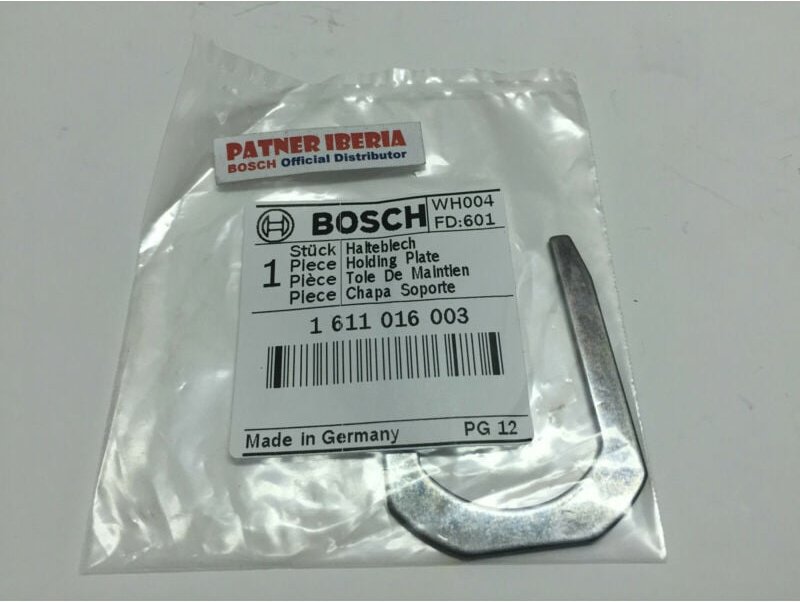 PATNER IBERIA
BOSCH Official Distributor
BOSCH
WH004
FD:601
1
Stück Halteblech
Piece Holding Plate
Pièce Tole De Maintien
Piece Chapa Soporte
1 611 016 003
Made in Germany PG 12